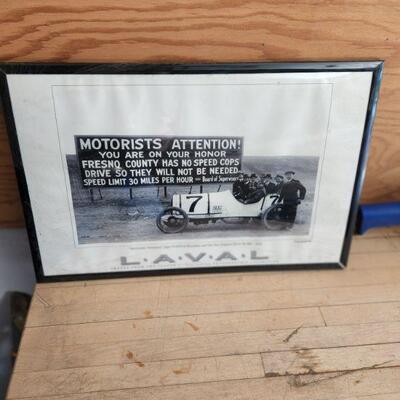 MOTORISTS ATTENTION!
YOU ARE ON YOUR HONOR
FRESNO COUNTY HAS NO SPEED COPS
DRIVE SO THEY WILL NOT BE NEEDED
SPEED LIMIT 30 MILES PER HOUR — Board of Supervisors
7
7
L·A·V·A·L